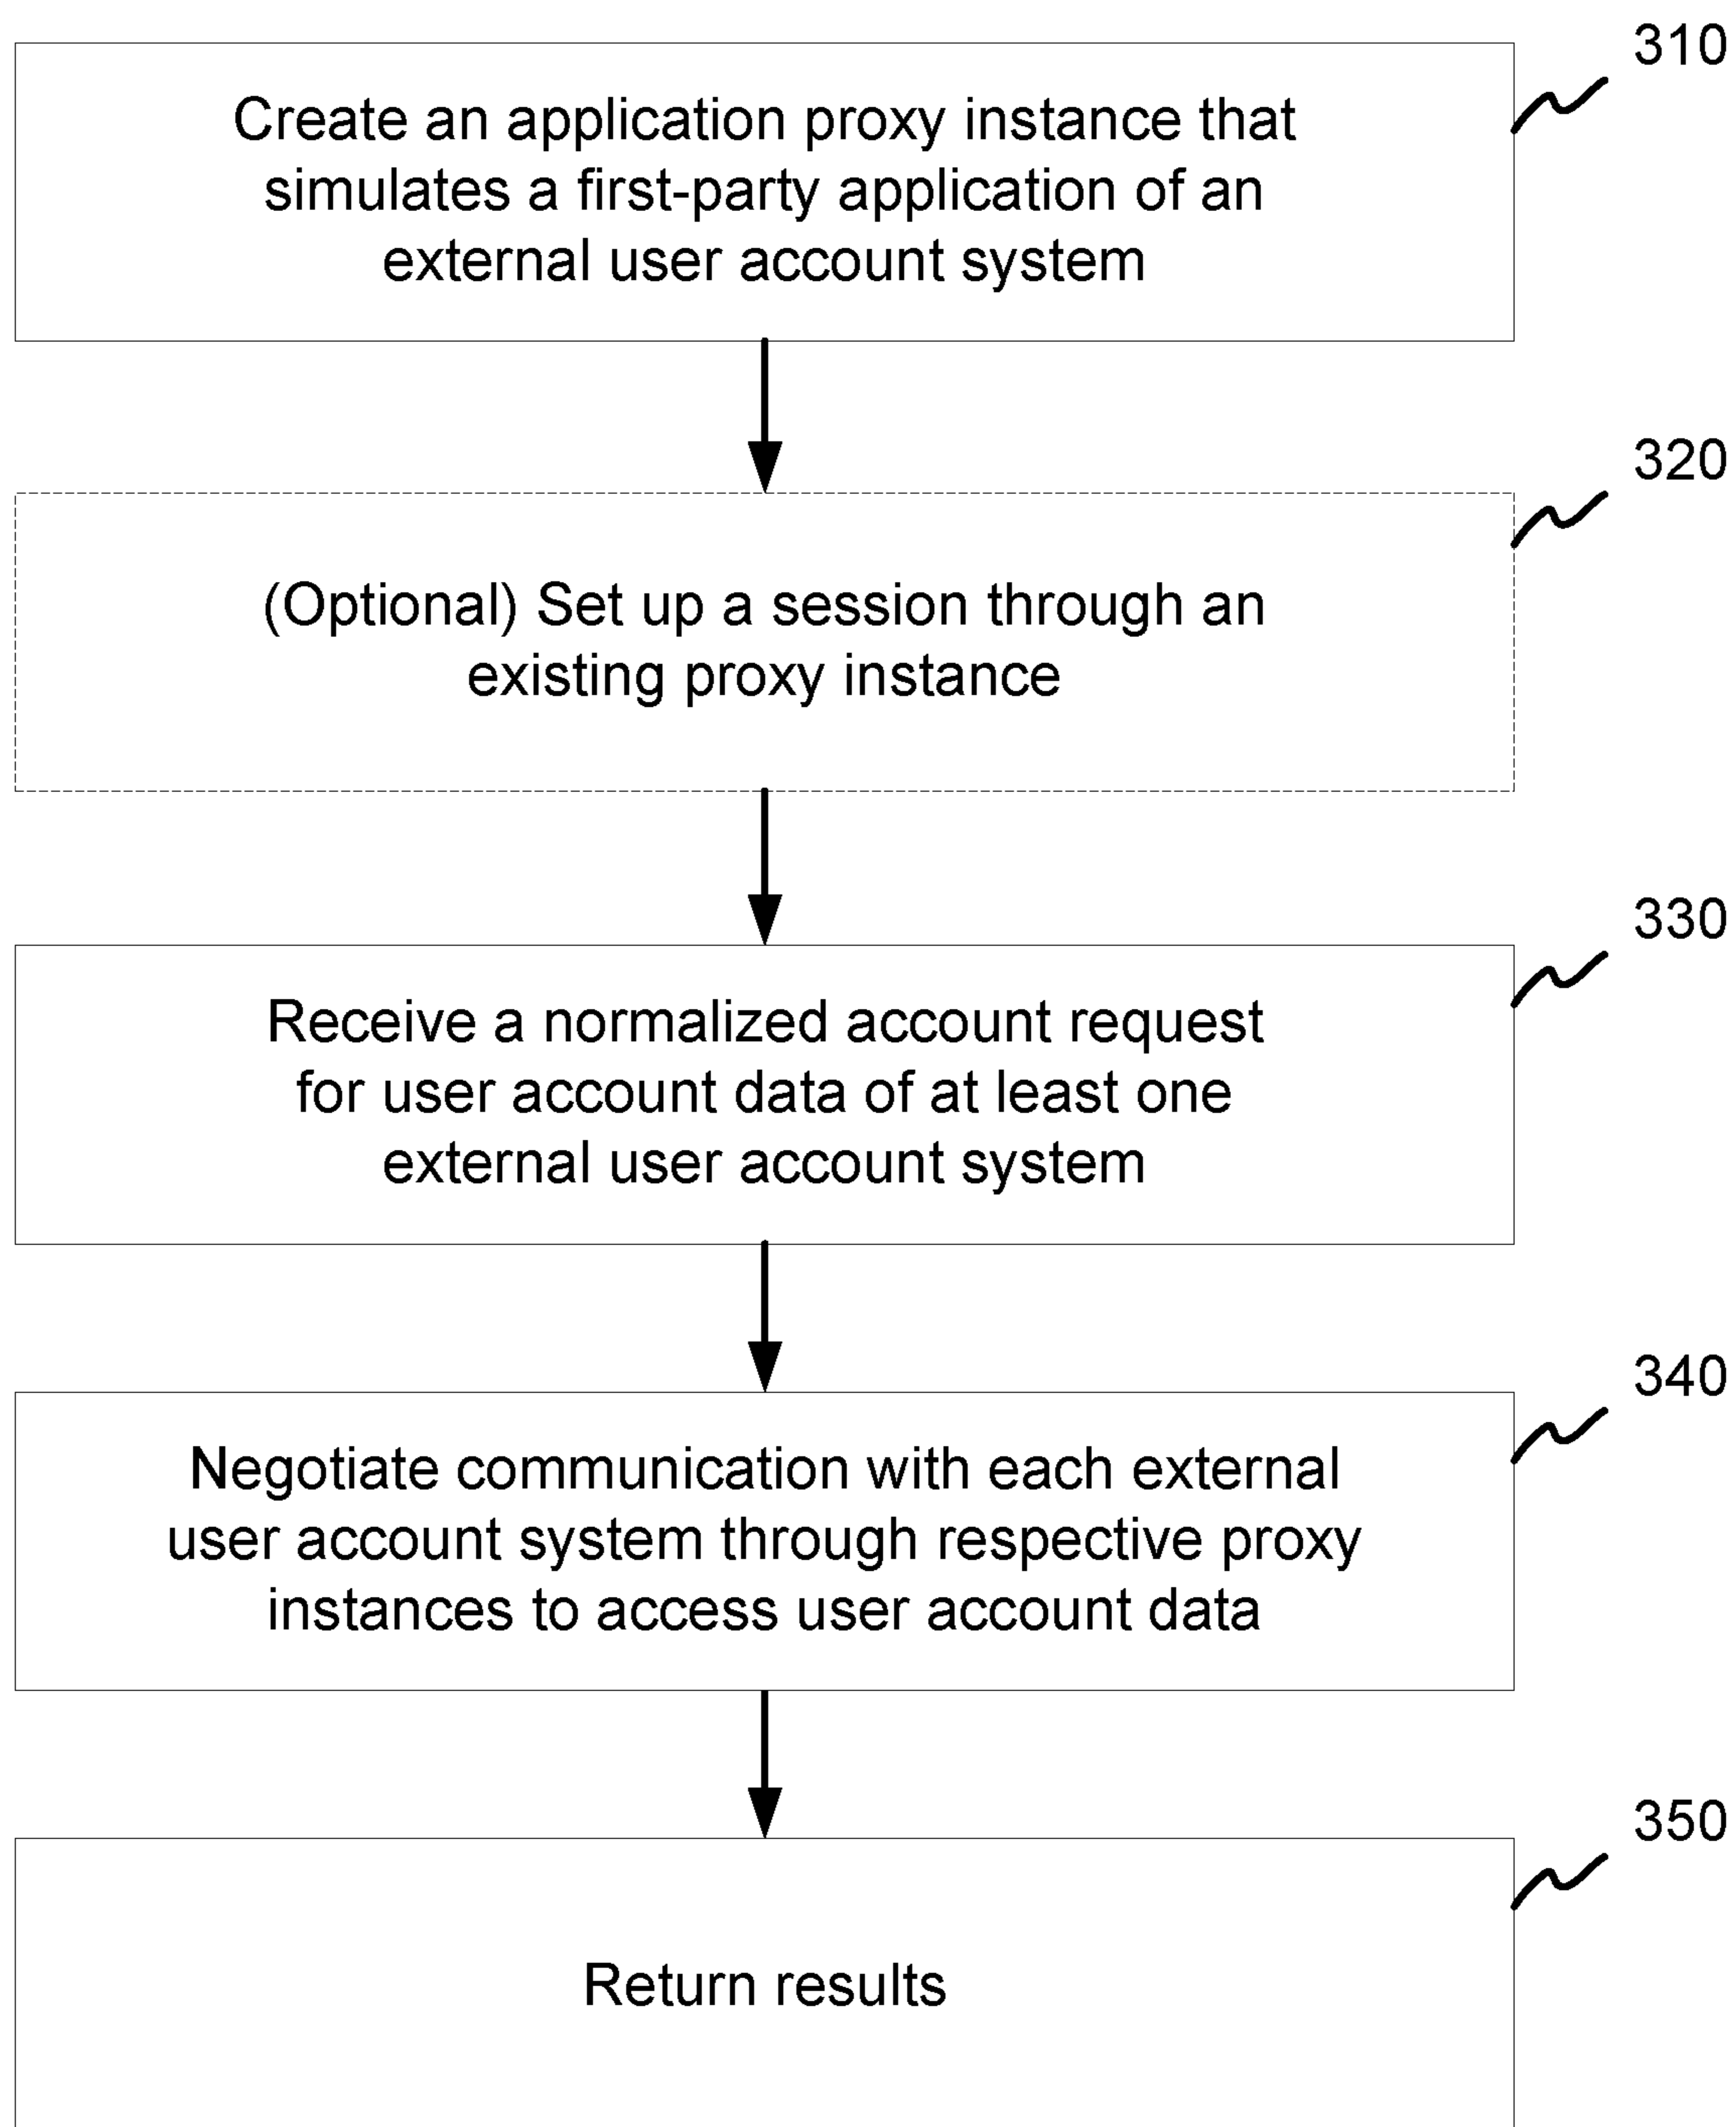 310
Create an application proxy instance that
simulates a first-party application of an
external user account system
320
(Optional) Set up a session through an
existing proxy instance
330
Receive a normalized account request
for user account data of at least one
external user account system
340
Negotiate communication with each external
user account system through respective proxy
instances to access user account data
350
Return results